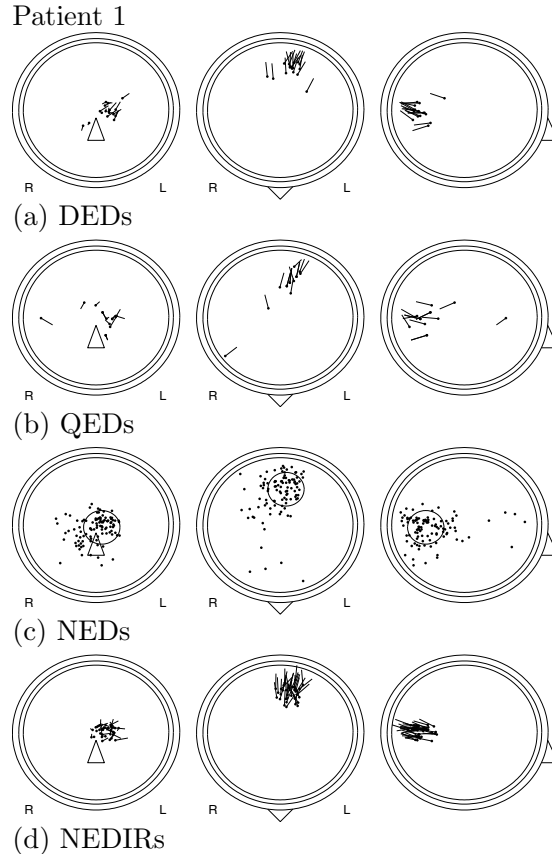 Patient 1
R L R L
(a) DEDs
R L R L
(b) QEDs
R L R L
(c) NEDs
R L R L
(d) NEDIRs